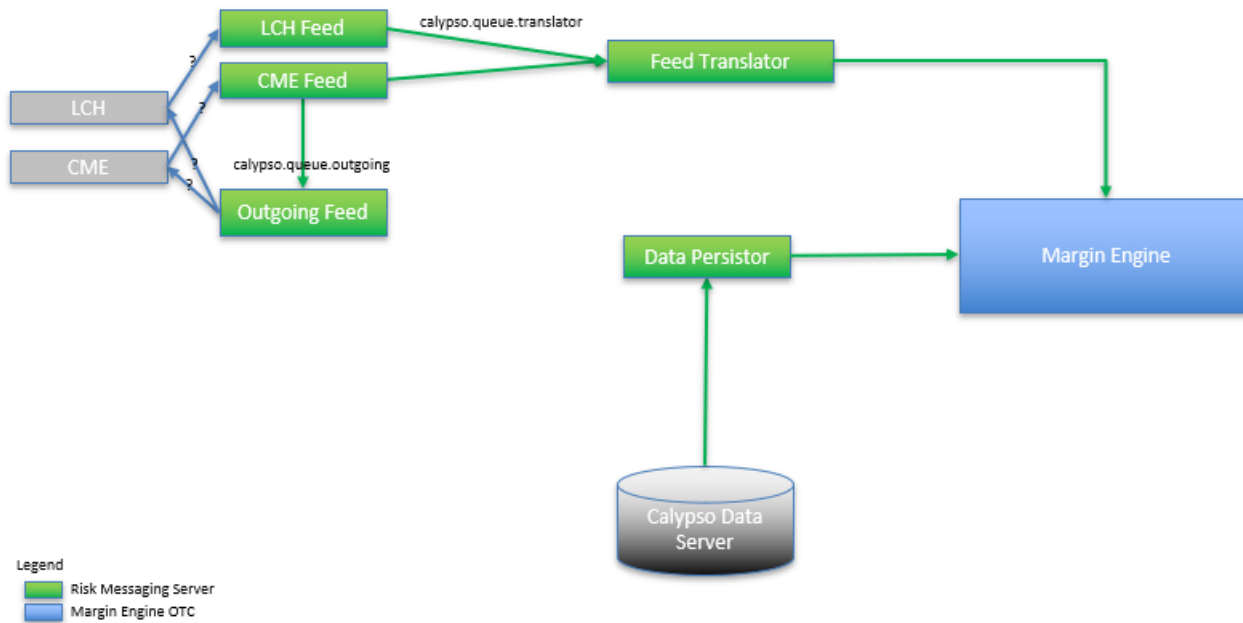 LCH Feed
calypso.queue.translator
Feed Translator
?
CME Feed
LCH
?
CME
?
calypso.queue.outgoing
?
Outgoing Feed
Data Persistor
Margin Engine
Calypso Data
Server
Legend
Risk Messaging Server
Margin Engine OTC